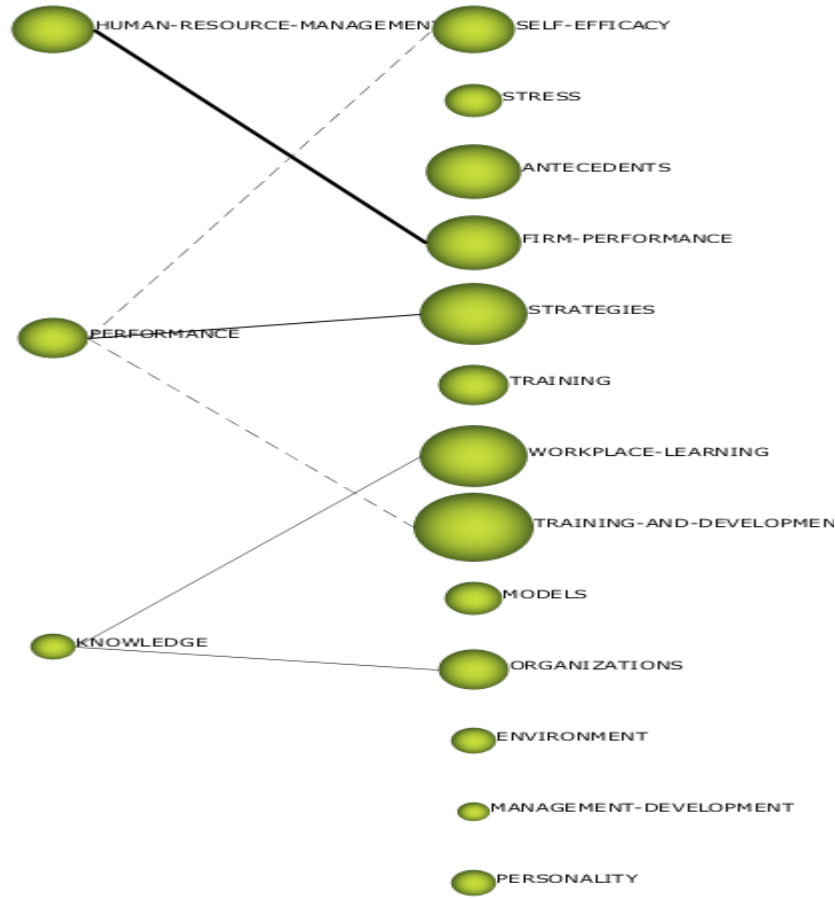 HUMAN-RESOURCE-MANAGEMENT
SELF-EFFICACY
STRESS
ANTECEDENTS
FIRM-PERFORMANCE
STRATEGIES
PERFORMANCE
TRAINING
WORKPLACE-LEARNING
TRAINING-AND-DEVELOPMEN
MODELS
KNOWLEDGE
ORGANIZATIONS
ENVIRONMENT
MANAGEMENT-DEVELOPMENT
PERSONALITY